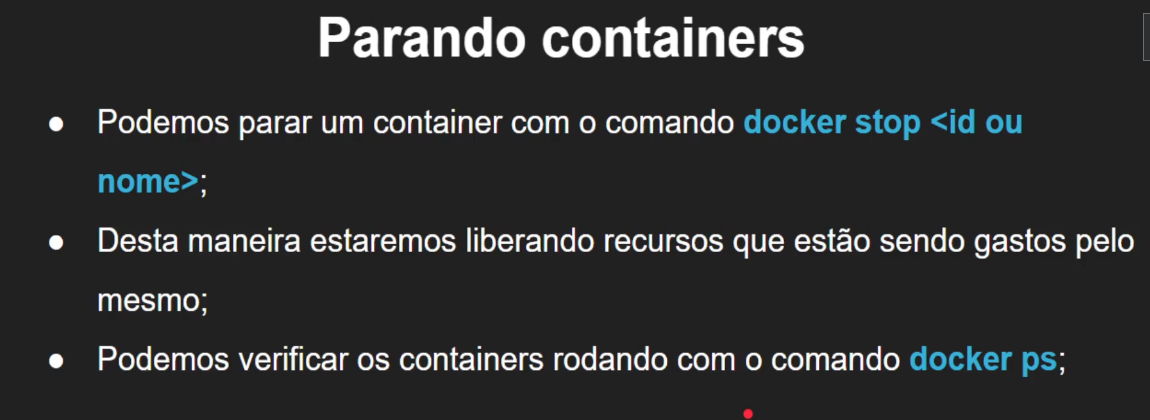 Parando containers
● Podemos parar um container com o comando docker stop <id ou
nome>;
● Desta maneira estaremos liberando recursos que estão sendo gastos pelo
mesmo;
● Podemos verificar os containers rodando com o comando docker ps;